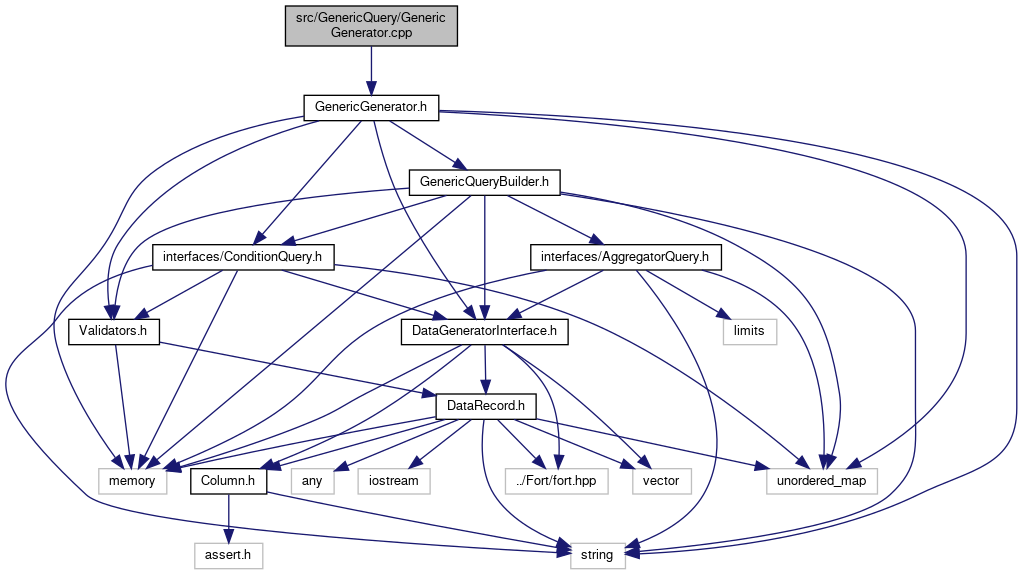 src/GenericQuery/Generic
Generator.cpp
GenericGenerator.h
GenericQueryBuilder.h
interfaces/ConditionQuery.h
interfaces/AggregatorQuery.h
Validators.h
DataGeneratorInterface.h
limits
DataRecord.h
memory
Column.h
any
iostream
../Fort/fort.hpp
vector
unordered_map
assert.h
string